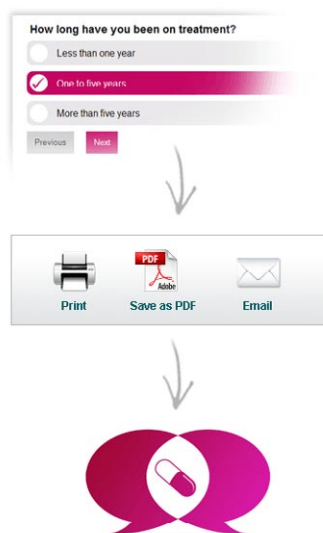 How long have you been on treatment?
Less than one year
One to five years
More than five years
Previous Next
PDF
Adobe
Print Save as PDF Email